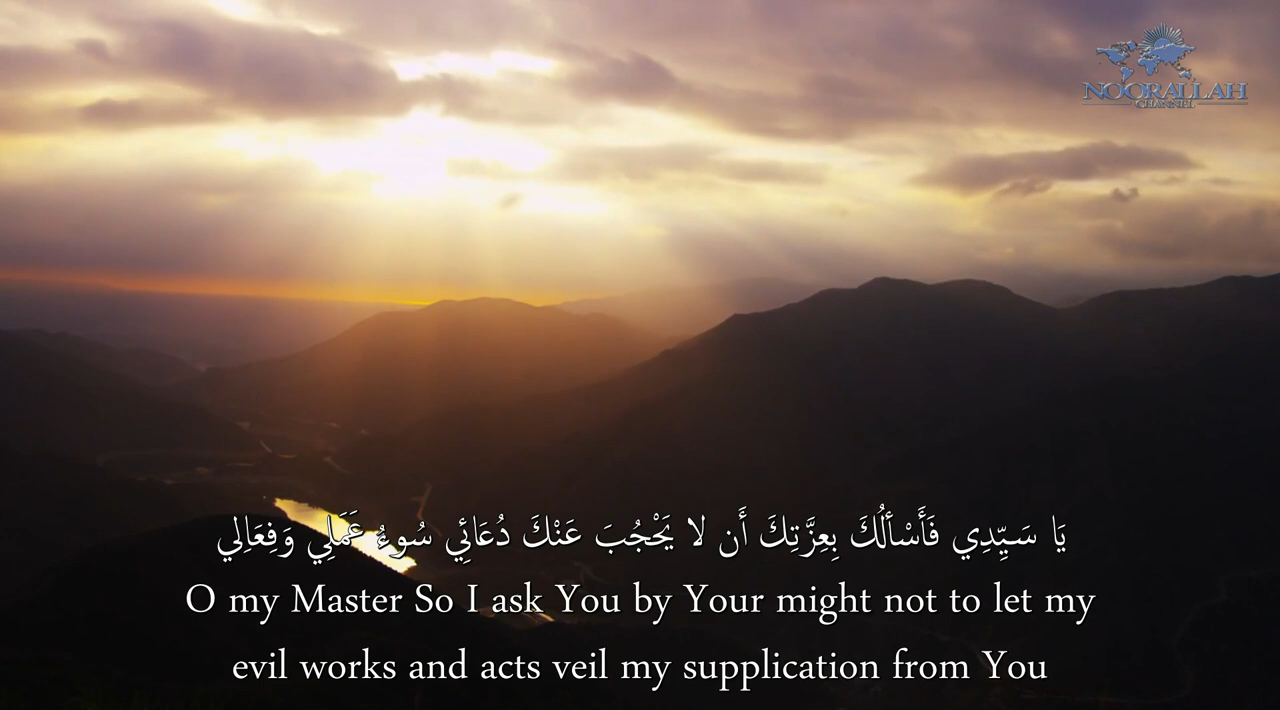 NOORALLAH
CHANNEL
يَا سَيِّدِي فَأَسْأَلُكَ بِعِزَّتِكَ أَن لا يَحْجُبَ عَنْكَ دُعَائِي سُوءُ عَمَلِي وَفِعَالِي
O my Master So I ask You by Your might not to let my
evil works and acts veil my supplication from You